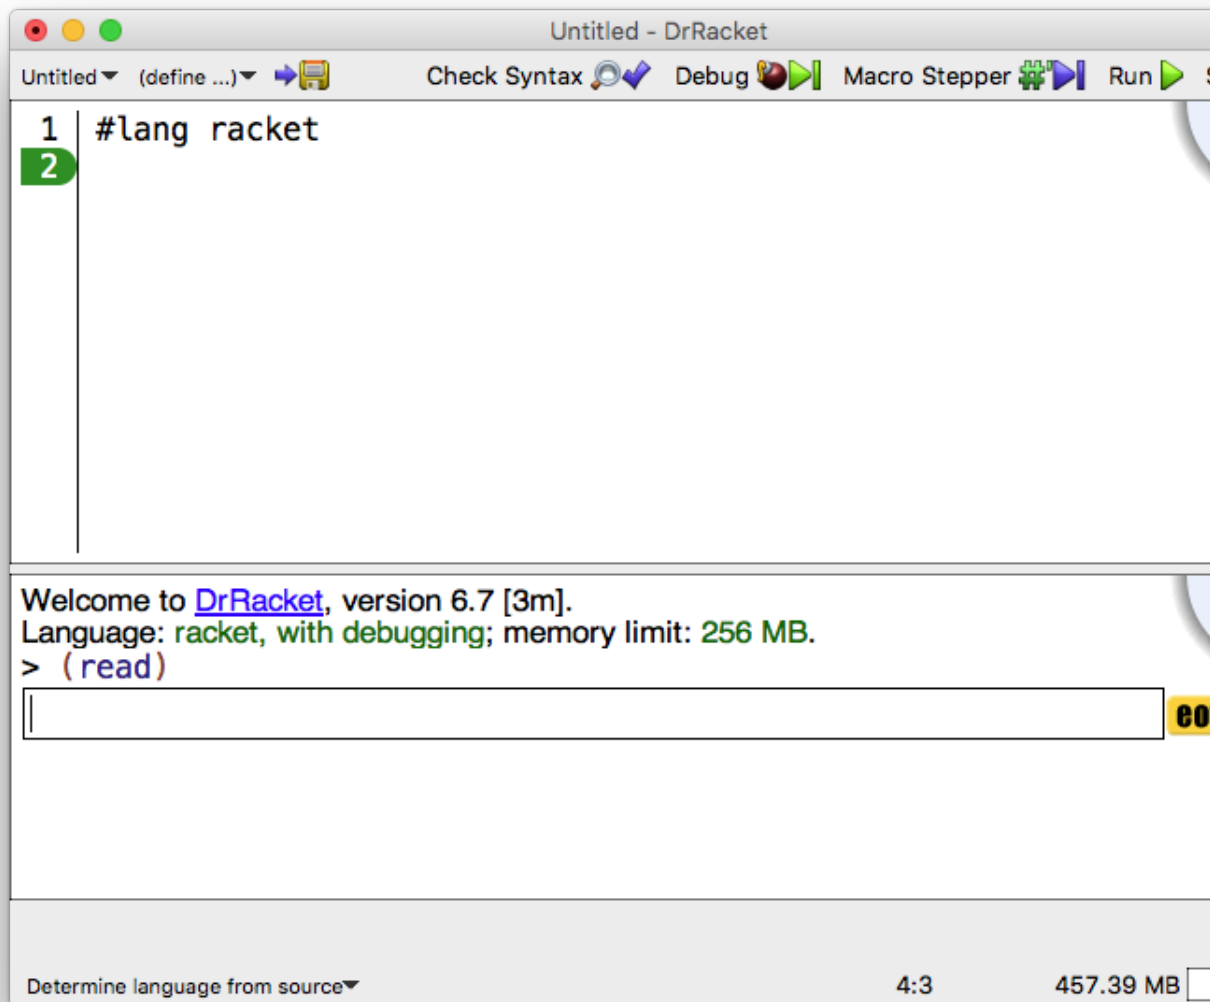 Untitled - DrRacket
Untitled (define ...) Check Syntax Debug Macro Stepper #' Run
1 #lang racket
2
Welcome to DrRacket, version 6.7 [3m].
Language: racket, with debugging; memory limit: 256 MB.
> (read)
eo
Determine language from source 4:3 457.39 MB